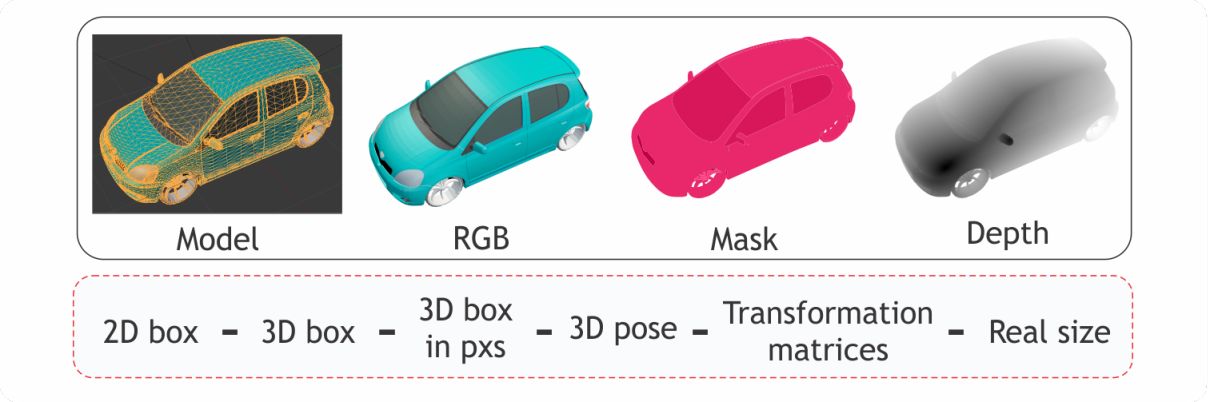 Model
RGB
Mask
Depth
2D box - 3D box - 3D box in pxs - 3D pose - Transformation matrices - Real size